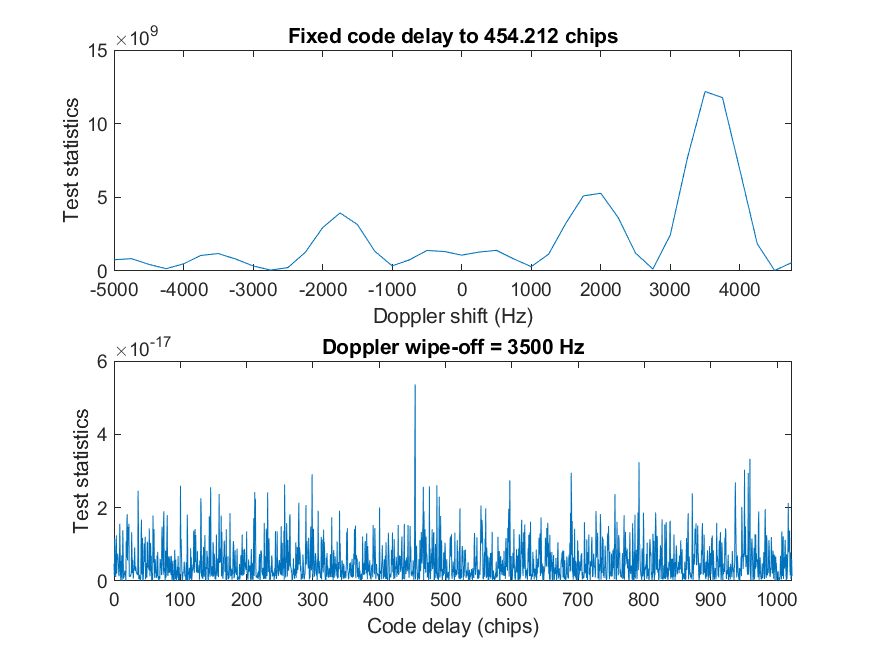 ×10^9
Fixed code delay to 454.212 chips
15
10
5
0
Test statistics
-5000 -4000 -3000 -2000 -1000 0 1000 2000 3000 4000
Doppler shift (Hz)
×10^-17
Doppler wipe-off = 3500 Hz
6
4
2
0
Test statistics
0 100 200 300 400 500 600 700 800 900 1000
Code delay (chips)